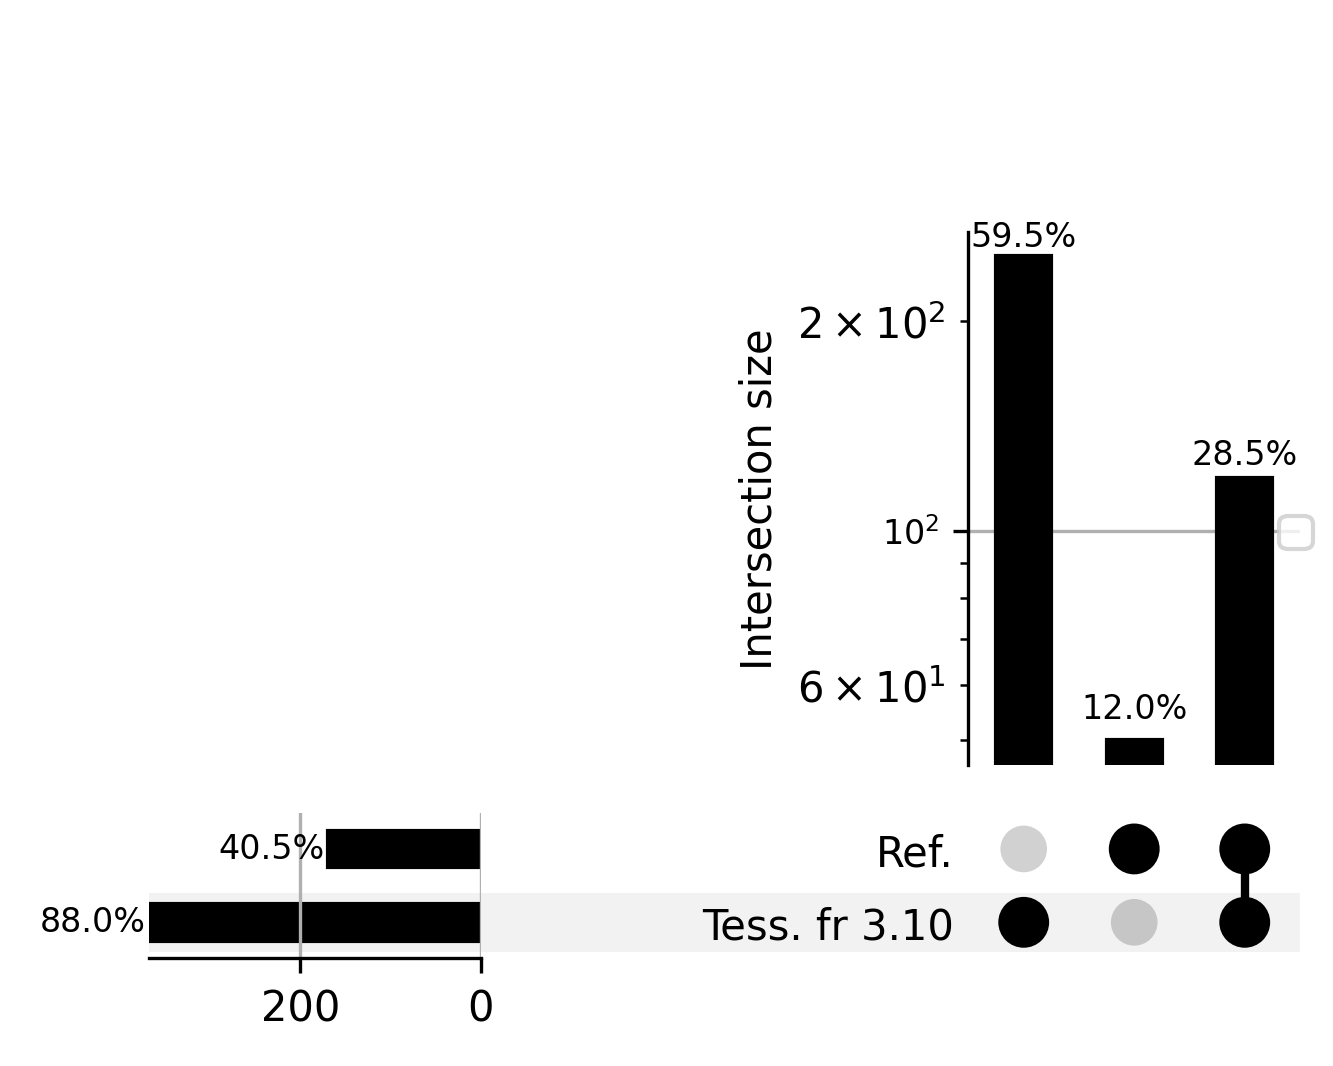 59.5%
2 × 10²
Intersection size
28.5%
10²
6 × 10¹
12.0%
40.5%
Ref.
88.0%
Tess. fr 3.10
200
0